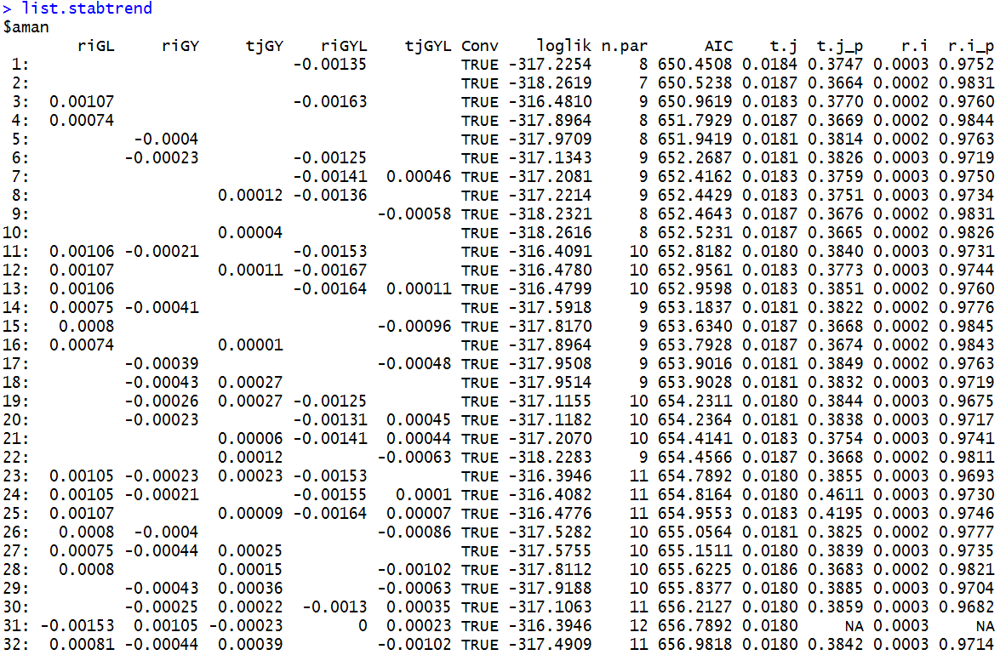 > list.stabtrend
$aman
riGL riGY tjGY riGYL tjGYL Conv loglik n.par AIC t.j t.j_p r.i r.i_p
1: -0.00135 TRUE -317.2254 8 650.4508 0.0184 0.3747 0.0003 0.9752
2: TRUE -318.2619 7 650.5238 0.0187 0.3664 0.0002 0.9831
3: 0.00107 -0.00163 TRUE -316.4810 9 650.9619 0.0183 0.3770 0.0002 0.9760
4: 0.00074 TRUE -317.8964 8 651.7929 0.0187 0.3669 0.0002 0.9844
5: -0.0004 TRUE -317.9709 8 651.9419 0.0181 0.3814 0.0002 0.9763
6: -0.00023 -0.00125 TRUE -317.1343 9 652.2687 0.0181 0.3826 0.0003 0.9719
7: -0.00141 0.00046 TRUE -317.2081 9 652.4162 0.0183 0.3759 0.0003 0.9750
8: 0.00012 -0.00136 TRUE -317.2214 9 652.4429 0.0183 0.3751 0.0003 0.9734
9: -0.00058 TRUE -318.2321 8 652.4643 0.0187 0.3676 0.0002 0.9831
10: 0.00004 TRUE -318.2616 8 652.5231 0.0187 0.3665 0.0002 0.9826
11: 0.00106 -0.00021 -0.00153 TRUE -316.4091 10 652.8182 0.0180 0.3840 0.0003 0.9731
12: 0.00107 0.00011 -0.00167 TRUE -316.4780 10 652.9561 0.0183 0.3773 0.0003 0.9744
13: 0.00106 -0.00164 0.00011 TRUE -316.4799 10 652.9598 0.0183 0.3851 0.0002 0.9760
14: 0.00075 -0.00041 TRUE -317.5918 9 653.1837 0.0181 0.3822 0.0002 0.9776
15: 0.0008 -0.00096 TRUE -317.8170 9 653.6340 0.0187 0.3668 0.0002 0.9845
16: 0.00074 0.00001 TRUE -317.8964 9 653.7928 0.0187 0.3674 0.0002 0.9843
17: -0.00039 -0.00048 TRUE -317.9508 9 653.9016 0.0181 0.3849 0.0002 0.9763
18: -0.00043 0.00027 TRUE -317.9514 9 653.9028 0.0181 0.3832 0.0003 0.9719
19: -0.00026 0.00027 -0.00125 TRUE -317.1155 10 654.2311 0.0180 0.3844 0.0003 0.9675
20: -0.00023 -0.00131 0.00045 TRUE -317.1182 10 654.2364 0.0181 0.3838 0.0003 0.9717
21: 0.00006 -0.00141 0.00044 TRUE -317.2070 10 654.4141 0.0183 0.3754 0.0003 0.9741
22: 0.00012 -0.00063 TRUE -318.2283 9 654.4566 0.0187 0.3668 0.0002 0.9811
23: 0.00105 -0.00023 0.00023 -0.00153 TRUE -316.3946 11 654.7892 0.0180 0.3855 0.0003 0.9693
24: 0.00105 -0.00021 -0.00155 0.0001 TRUE -316.4082 11 654.8164 0.0180 0.4611 0.0003 0.9730
25: 0.00107 0.00009 -0.00164 0.00007 TRUE -316.4776 11 654.9553 0.0183 0.4195 0.0003 0.9746
26: 0.0008 -0.0004 -0.00086 TRUE -317.5282 10 655.0564 0.0181 0.3825 0.0002 0.9777
27: 0.00075 -0.00044 0.00025 TRUE -317.5755 10 655.1511 0.0180 0.3839 0.0003 0.9735
28: 0.0008 0.00015 -0.00102 TRUE -317.8112 10 655.6225 0.0186 0.3683 0.0002 0.9821
29: -0.00043 0.00036 -0.00063 TRUE -317.9188 10 655.8377 0.0180 0.3885 0.0003 0.9704
30: -0.00025 0.00022 -0.0013 0.00035 TRUE -317.1063 11 656.2127 0.0180 0.3859 0.0003 0.9682
31: -0.00153 0.00105 -0.00023 0 0.00023 TRUE -316.3946 12 656.7892 0.0180 NA 0.0003 NA
32: 0.00081 -0.00044 0.00039 -0.00102 TRUE -317.4909 11 656.9818 0.0180 0.3842 0.0003 0.9714